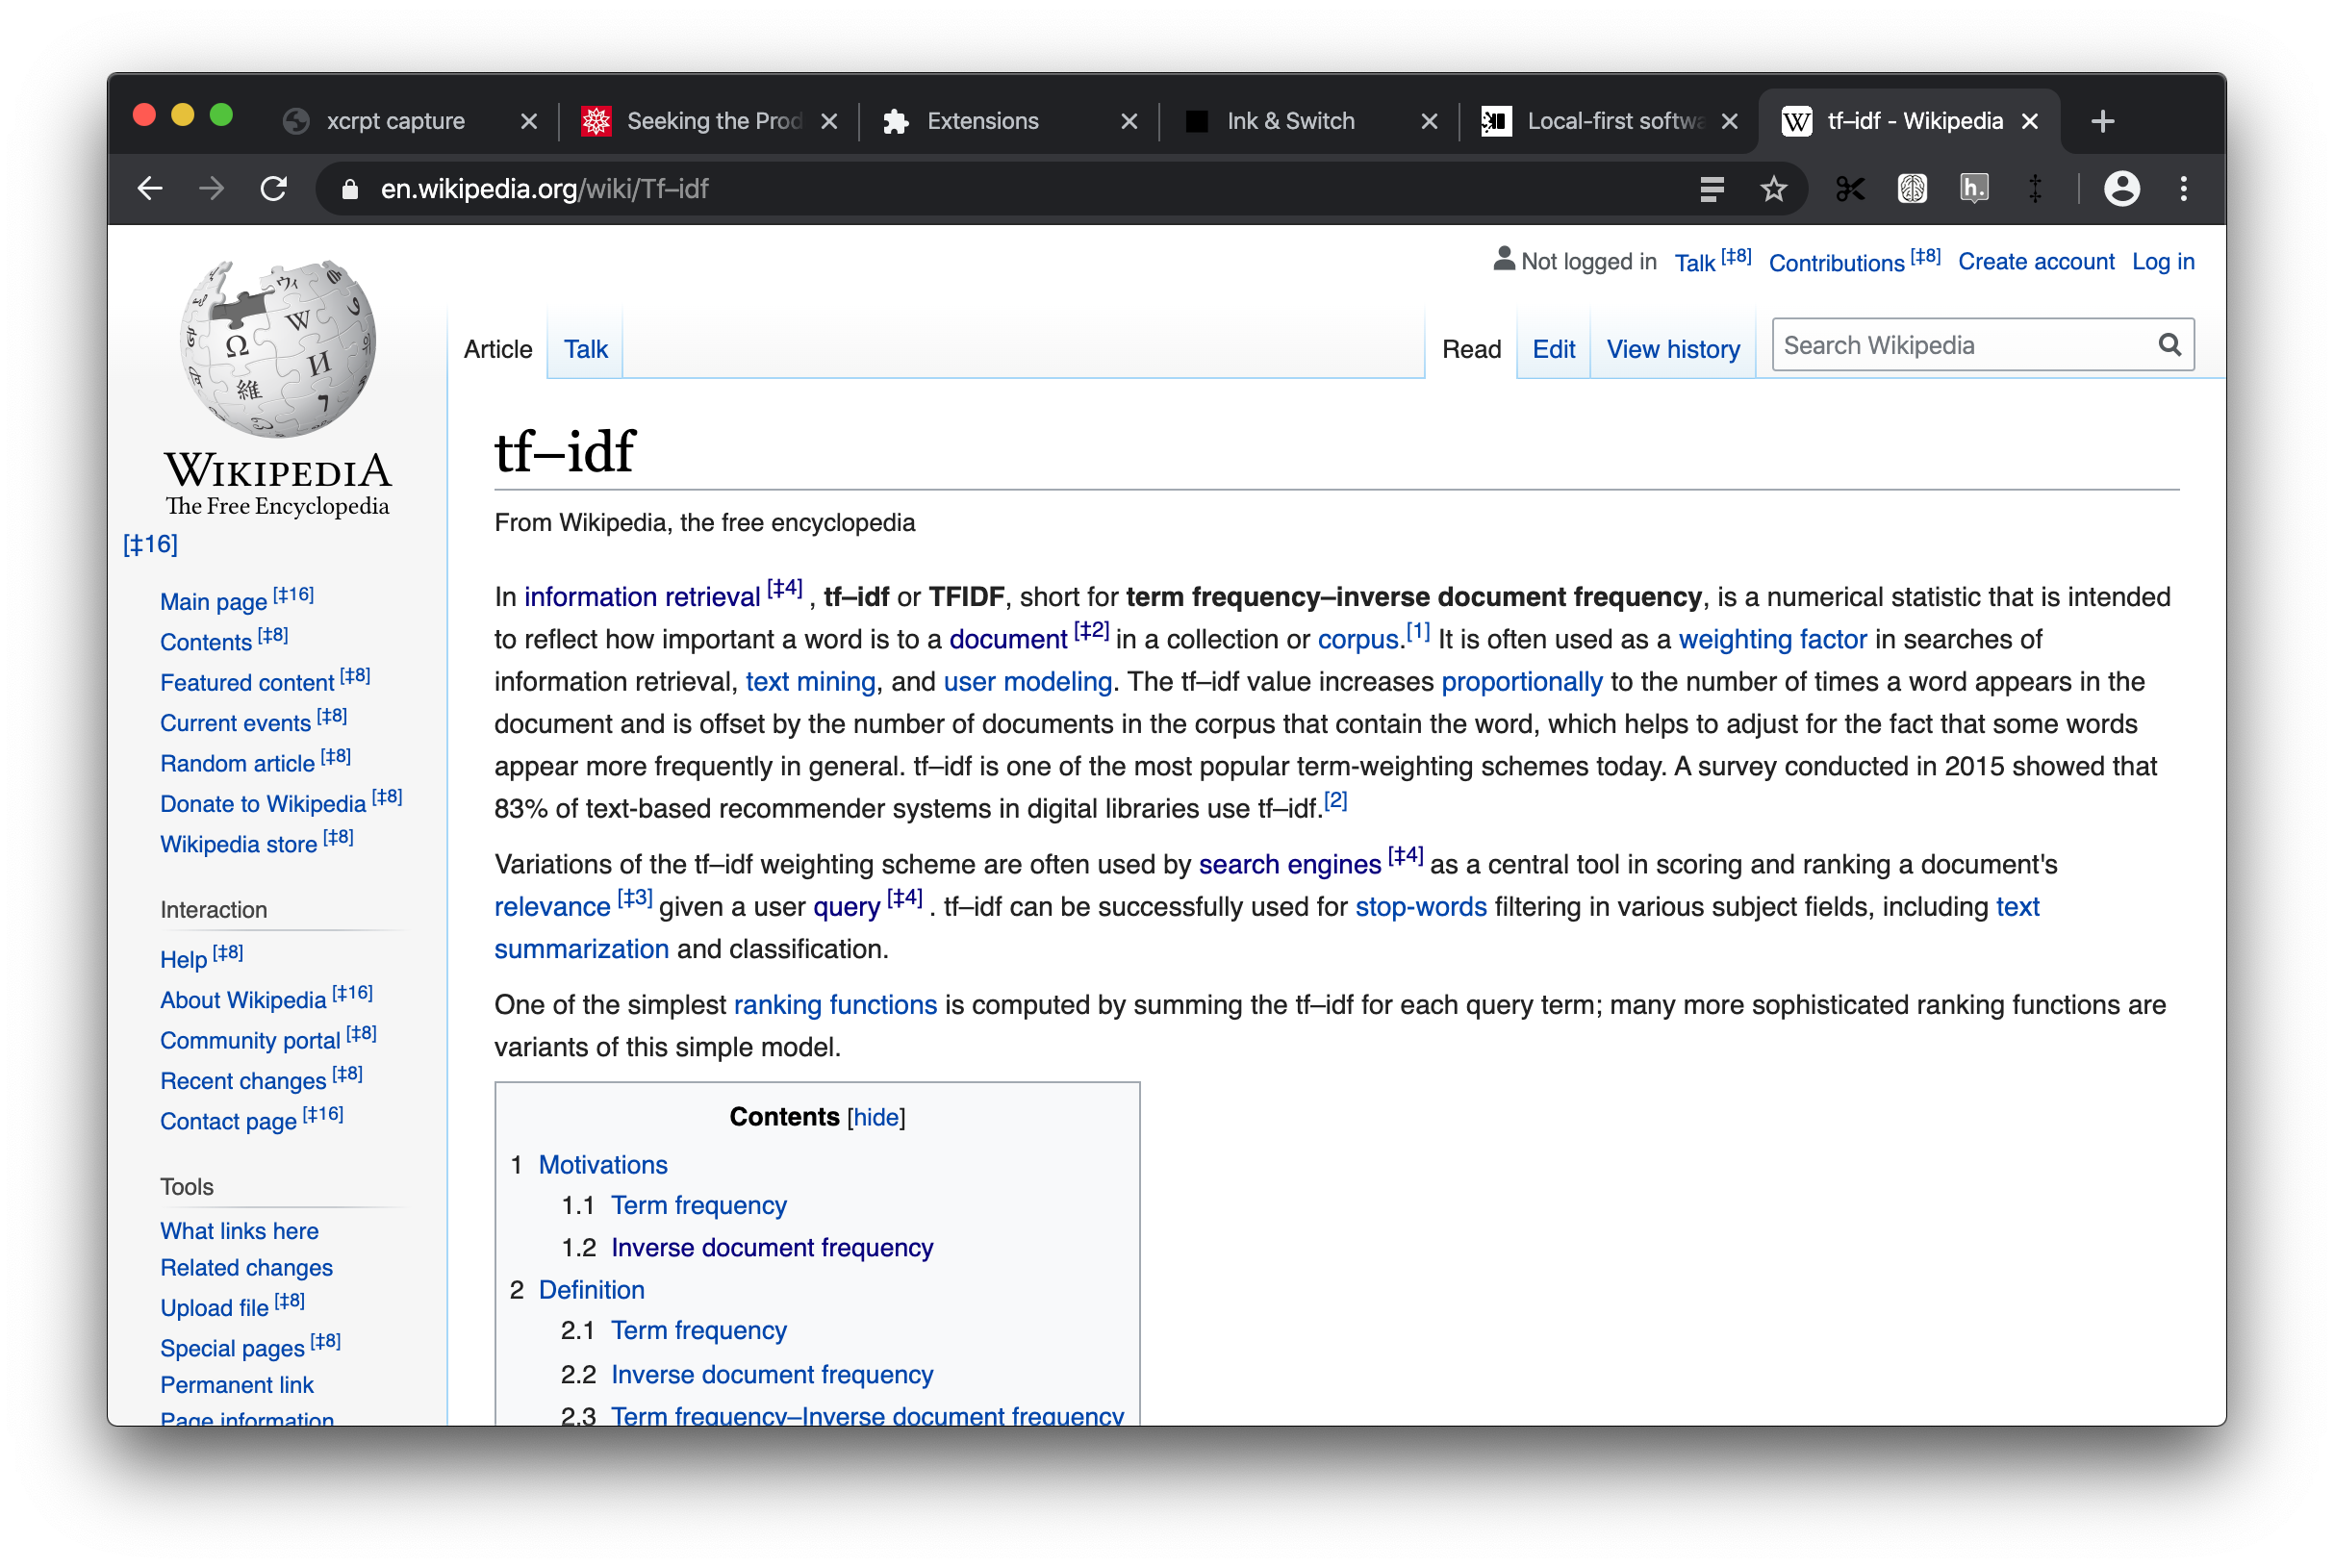 xcrpt capture
Seeking the Prod
Extensions
Ink & Switch
Local-first softwa
tf–idf - Wikipedia
en.wikipedia.org/wiki/Tf–idf
h.
Not logged in Talk [‡8] Contributions [‡8] Create account Log in
Article Talk Read Edit View history Search Wikipedia
WIKIPEDIA
The Free Encyclopedia
[‡16]
Main page [‡16]
Contents [‡8]
Featured content [‡8]
Current events [‡8]
Random article [‡8]
Donate to Wikipedia [‡8]
Wikipedia store [‡8]
Interaction
Help [‡8]
About Wikipedia [‡16]
Community portal [‡8]
Recent changes [‡8]
Contact page [‡16]
Tools
What links here
Related changes
Upload file [‡8]
Special pages [‡8]
Permanent link
Page information
tf–idf
From Wikipedia, the free encyclopedia
In information retrieval [‡4] , tf–idf or TFIDF, short for term frequency–inverse document frequency, is a numerical statistic that is intended
to reflect how important a word is to a document [‡2] in a collection or corpus.[1] It is often used as a weighting factor in searches of
information retrieval, text mining, and user modeling. The tf–idf value increases proportionally to the number of times a word appears in the
document and is offset by the number of documents in the corpus that contain the word, which helps to adjust for the fact that some words
appear more frequently in general. tf–idf is one of the most popular term-weighting schemes today. A survey conducted in 2015 showed that
83% of text-based recommender systems in digital libraries use tf–idf.[2]
Variations of the tf–idf weighting scheme are often used by search engines [‡4] as a central tool in scoring and ranking a document's
relevance [‡3] given a user query [‡4] . tf–idf can be successfully used for stop-words filtering in various subject fields, including text
summarization and classification.
One of the simplest ranking functions is computed by summing the tf–idf for each query term; many more sophisticated ranking functions are
variants of this simple model.
Contents [hide]
1 Motivations
1.1 Term frequency
1.2 Inverse document frequency
2 Definition
2.1 Term frequency
2.2 Inverse document frequency
2.3 Term frequency–Inverse document frequency